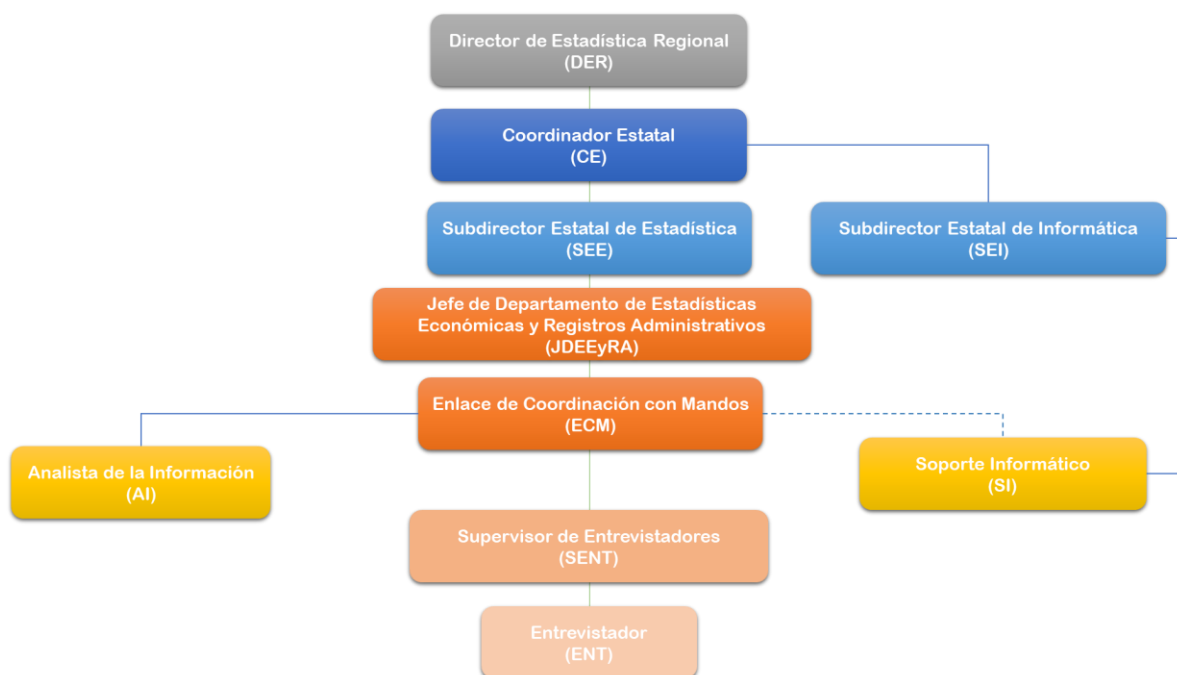 Director de Estadística Regional
(DER)
Coordinador Estatal
(CE)
Subdirector Estatal de Estadística
(SEE)
Subdirector Estatal de Informática
(SEI)
Jefe de Departamento de Estadísticas
Económicas y Registros Administrativos
(JDEEyRA)
Enlace de Coordinación con Mandos
(ECM)
Analista de la Información
(AI)
Soporte Informático
(SI)
Supervisor de Entrevistadores
(SENT)
Entrevistador
(ENT)